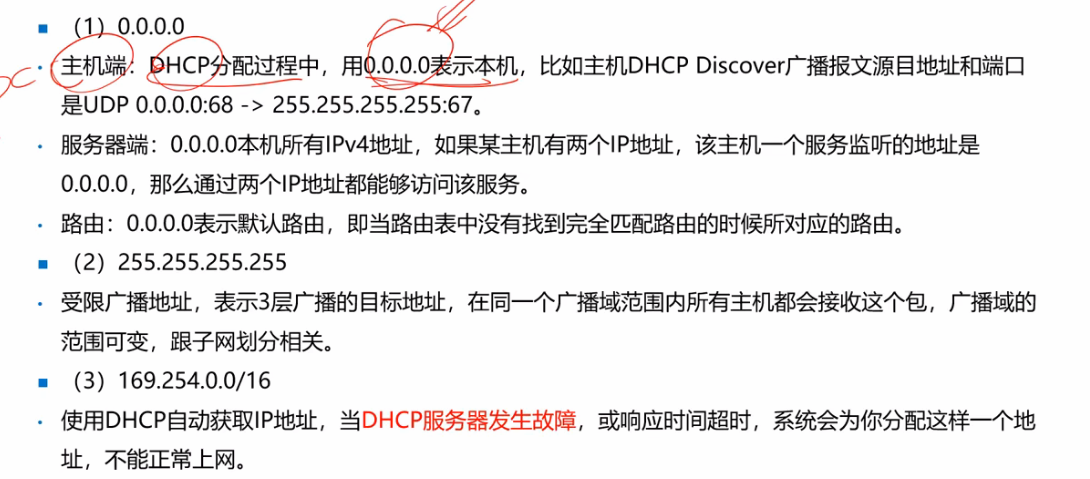 ■ （1）0.0.0.0
· 主机端：DHCP分配过程中，用0.0.0.0表示本机，比如主机DHCP Discover广播报文源目地址和端口
是UDP 0.0.0.0:68 -> 255.255.255.255:67。
· 服务器端：0.0.0.0本机所有IPv4地址，如果某主机有两个IP地址，该主机一个服务监听的地址是
0.0.0.0，那么通过两个IP地址都能够访问该服务。
· 路由：0.0.0.0表示默认路由，即当路由表中没有找到完全匹配路由的时候所对应的路由。
■ （2）255.255.255.255
· 受限广播地址，表示3层广播的目标地址，在同一个广播域范围内所有主机都会接收这个包，广播域的
范围可变，跟子网划分相关。
■ （3）169.254.0.0/16
· 使用DHCP自动获取IP地址，当DHCP服务器发生故障，或响应时间超时，系统会为你分配这样一个地
址，不能正常上网。